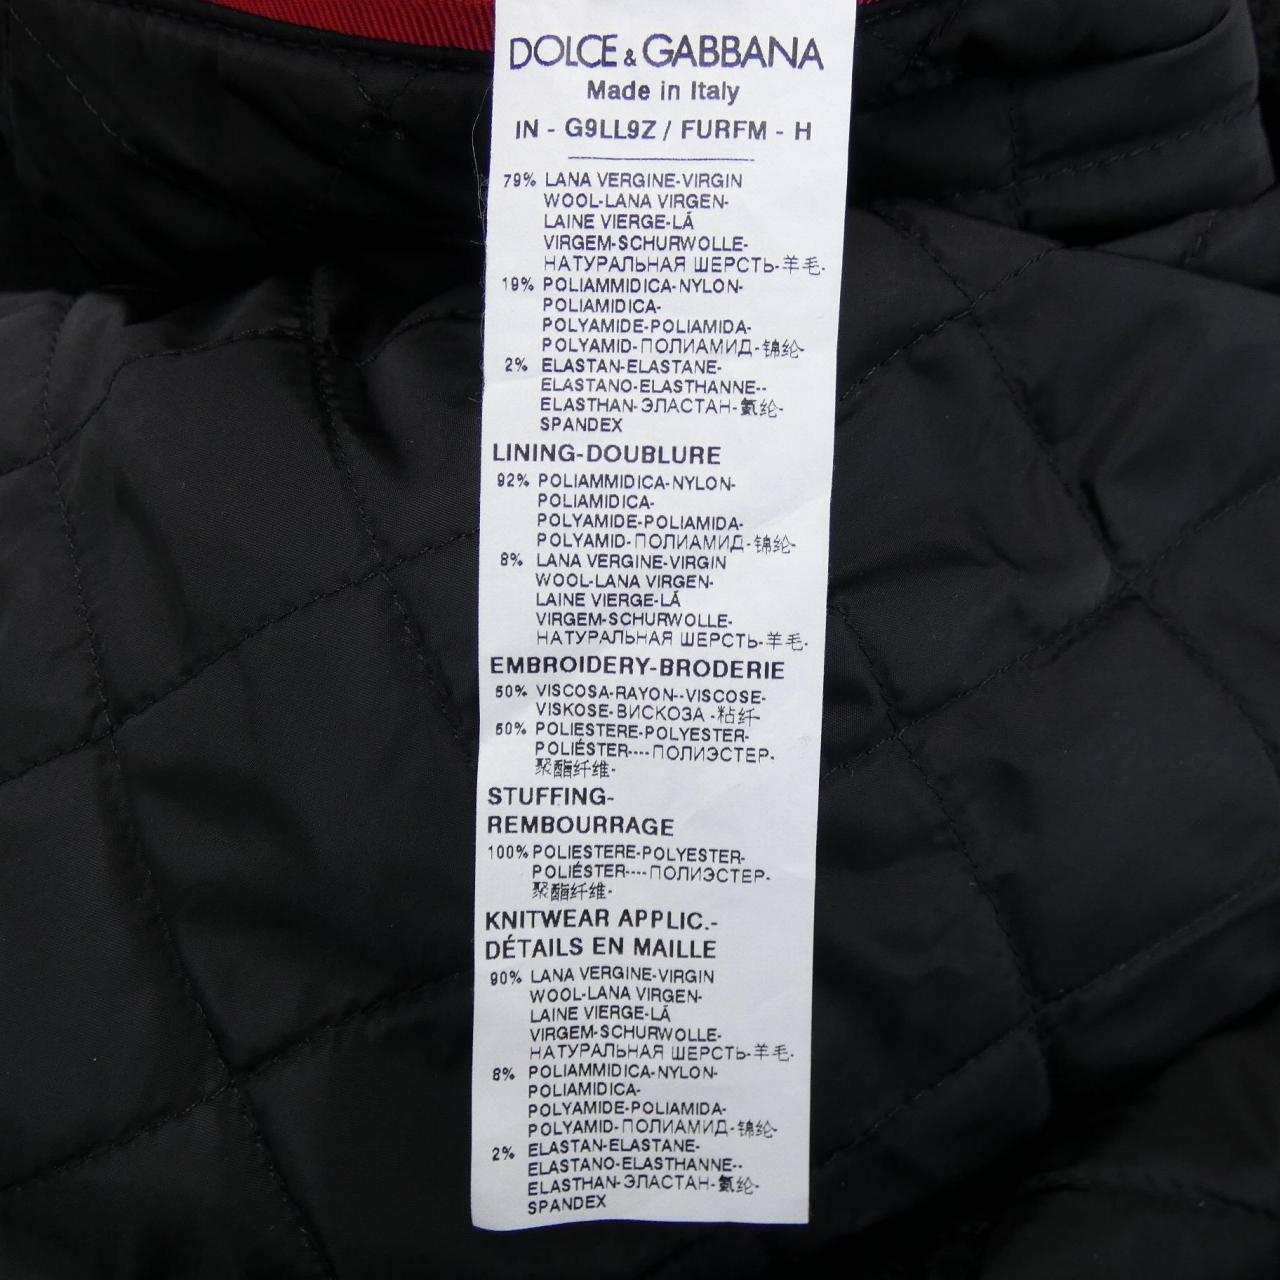 DOLCE & GABBANA
Made in Italy
IN - G9LL9Z / FURFM - H
79% LANA VERGINE-VIRGIN
WOOL-LANA VIRGEN-
LAINE VIERGE-LÃ
VIRGEM-SCHURWOLLE-
НАТУРАЛЬНАЯ ШЕРСТЬ-羊毛-
19% POLIAMMIDICA-NYLON-
POLIAMIDICA-
POLYAMIDE-POLIAMIDA-
POLYAMID-ПОЛИАМИД-锦纶-
2% ELASTAN-ELASTANE-
ELASTANO-ELASTHANNE--
ELASTHAN-ЭЛАСТАН-氨纶-
SPANDEX
LINING-DOUBLURE
92% POLIAMMIDICA-NYLON-
POLIAMIDICA-
POLYAMIDE-POLIAMIDA-
POLYAMID-ПОЛИАМИД-锦纶-
8% LANA VERGINE-VIRGIN
WOOL-LANA VIRGEN-
LAINE VIERGE-LÃ
VIRGEM-SCHURWOLLE-
НАТУРАЛЬНАЯ ШЕРСТЬ-羊毛-
EMBROIDERY-BRODERIE
50% VISCOSA-RAYON--VISCOSE-
VISKOSE-ВИСКОЗА -粘纤-
50% POLIESTERE-POLYESTER-
POLIÉSTER----ПОЛИЭСТЕР-
聚酯纤维-
STUFFING-
REMBOURRAGE
100% POLIESTERE-POLYESTER-
POLIÉSTER----ПОЛИЭСТЕР-
聚酯纤维-
KNITWEAR APPLIC.-
DÉTAILS EN MAILLE
90% LANA VERGINE-VIRGIN
WOOL-LANA VIRGEN-
LAINE VIERGE-LÃ
VIRGEM-SCHURWOLLE-
НАТУРАЛЬНАЯ ШЕРСТЬ-羊毛-
8% POLIAMMIDICA-NYLON-
POLIAMIDICA-
POLYAMIDE-POLIAMIDA-
POLYAMID-ПОЛИАМИД-锦纶-
2% ELASTAN-ELASTANE-
ELASTANO-ELASTHANNE--
ELASTHAN-ЭЛАСТАН-氨纶-
SPANDEX